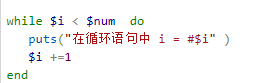 while $i < $num  do
   puts("在循环语句中 i = #$i" )
   $i +=1
end